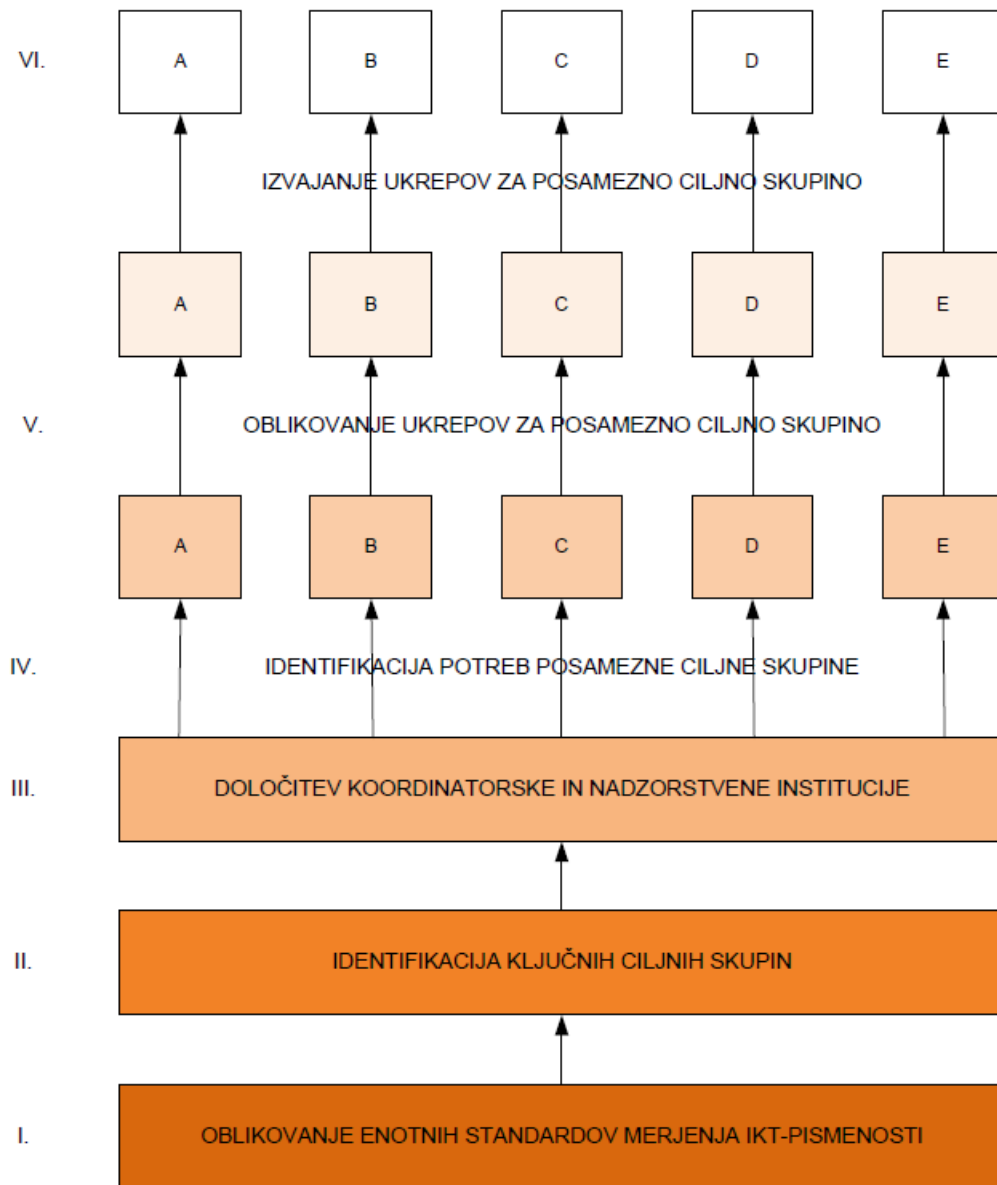 VI.
A B C D E
IZVAJANJE UKREPOV ZA POSAMEZNO CILJNO SKUPINO
A B C D E
V.
OBLIKOVANJE UKREPOV ZA POSAMEZNO CILJNO SKUPINO
A B C D E
IV.
IDENTIFIKACIJA POTREB POSAMEZNE CILJNE SKUPINE
III.
DOLOČITEV KOORDINATORSKE IN NADZORSTVENE INSTITUCIJE
II.
IDENTIFIKACIJA KLJUČNIH CILJNIH SKUPIN
I.
OBLIKOVANJE ENOTNIH STANDARDOV MERJENJA IKT-PISMENOSTI